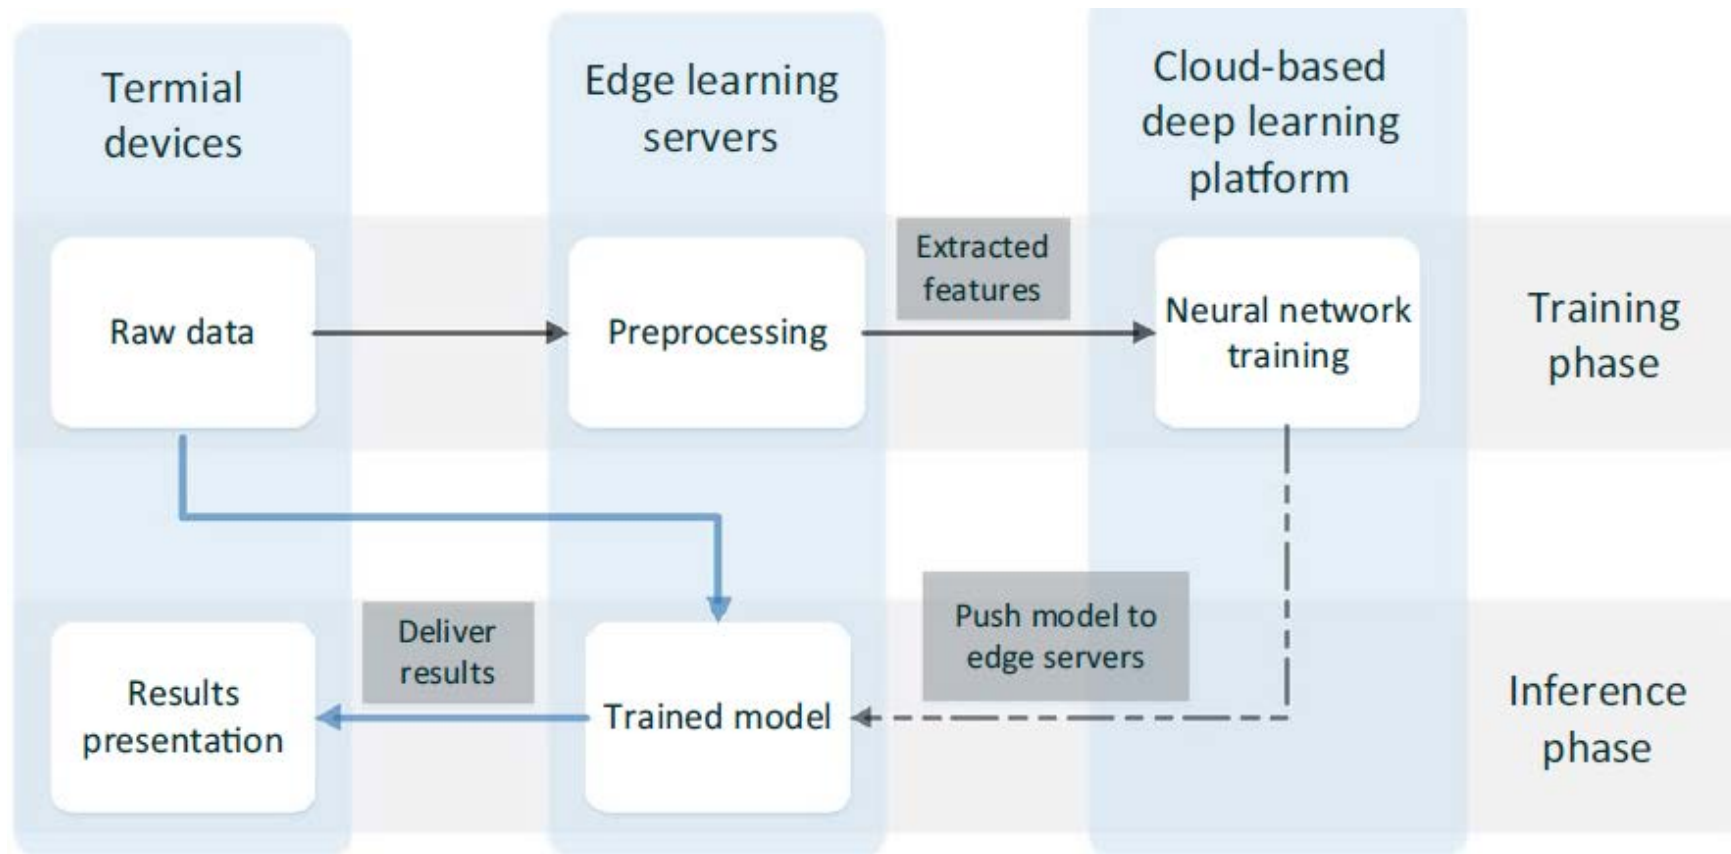 Termial
devices
Edge learning
servers
Cloud-based
deep learning
platform
Raw data
Preprocessing
Extracted
features
Neural network
training
Training
phase
Results
presentation
Deliver
results
Trained model
Push model to
edge servers
Inference
phase